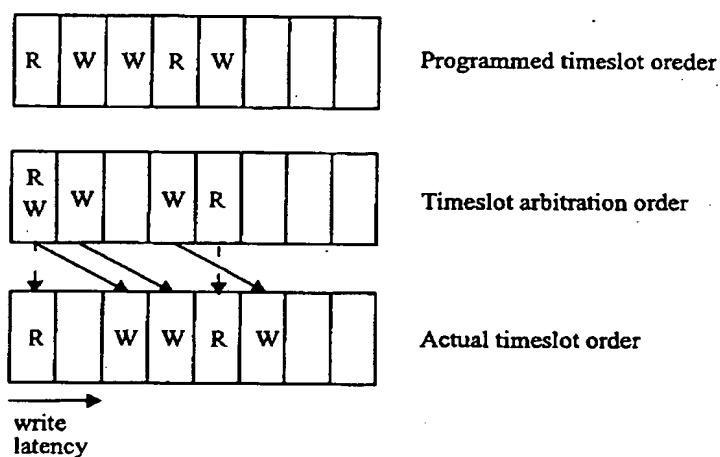 R W W R W Programmed timeslot oreder
R
W W W R Timeslot arbitration order
R W W R W Actual timeslot order
write
latency